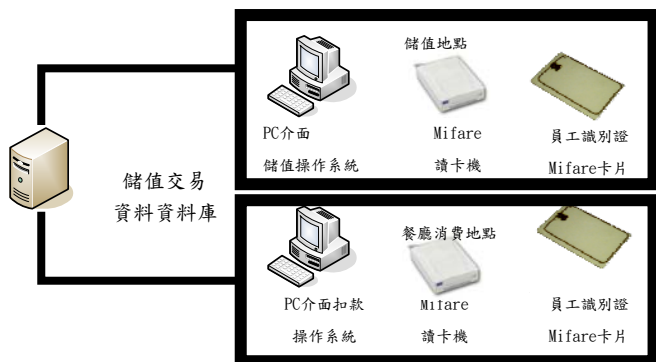 儲值地點
PC介面
Mifare
員工識別證
儲值操作系統
讀卡機
Mifare卡片
儲值交易
資料資料庫
餐廳消費地點
PC介面扣款
Mifare
員工識別證
操作系統
讀卡機
Mifare卡片